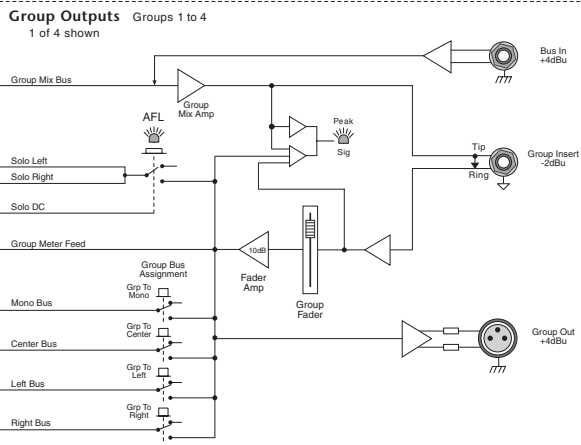 Group Outputs Groups 1 to 4
1 of 4 shown
Bus In
+4dBu
Group Mix Bus
Group
Mix Amp
AFL
Peak
Sig
Tip
Ring
Group Insert
-2dBu
Solo Left
Solo Right
Solo DC
Group Meter Feed
10dB
Fader
Amp
Group
Fader
Group Bus
Assignment
Grp To
Mono
Mono Bus
Grp To
Center
Center Bus
Grp To
Left
Left Bus
Grp To
Right
Right Bus
Group Out
+4dBu